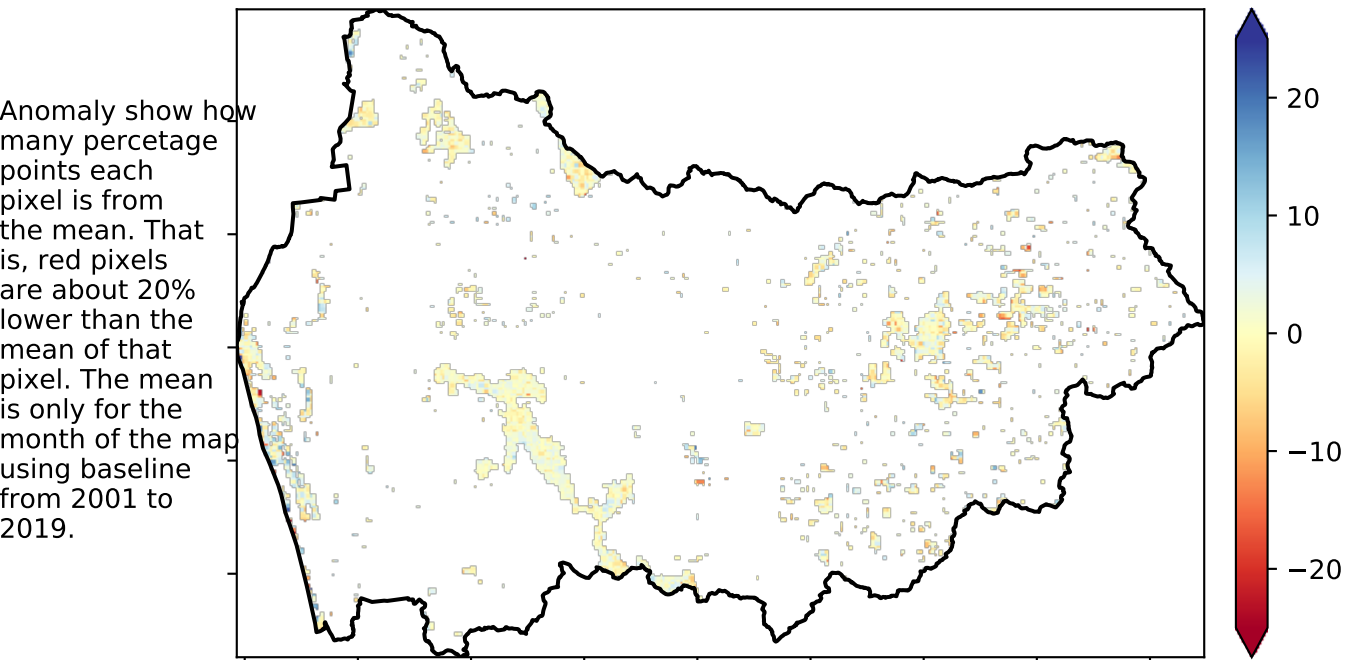 Anomaly show how
many percetage
points each
pixel is from
the mean. That
is, red pixels
are about 20%
lower than the
mean of that
pixel. The mean
is only for the
month of the map
using baseline
from 2001 to
2019.
20
10
0
−10
−20